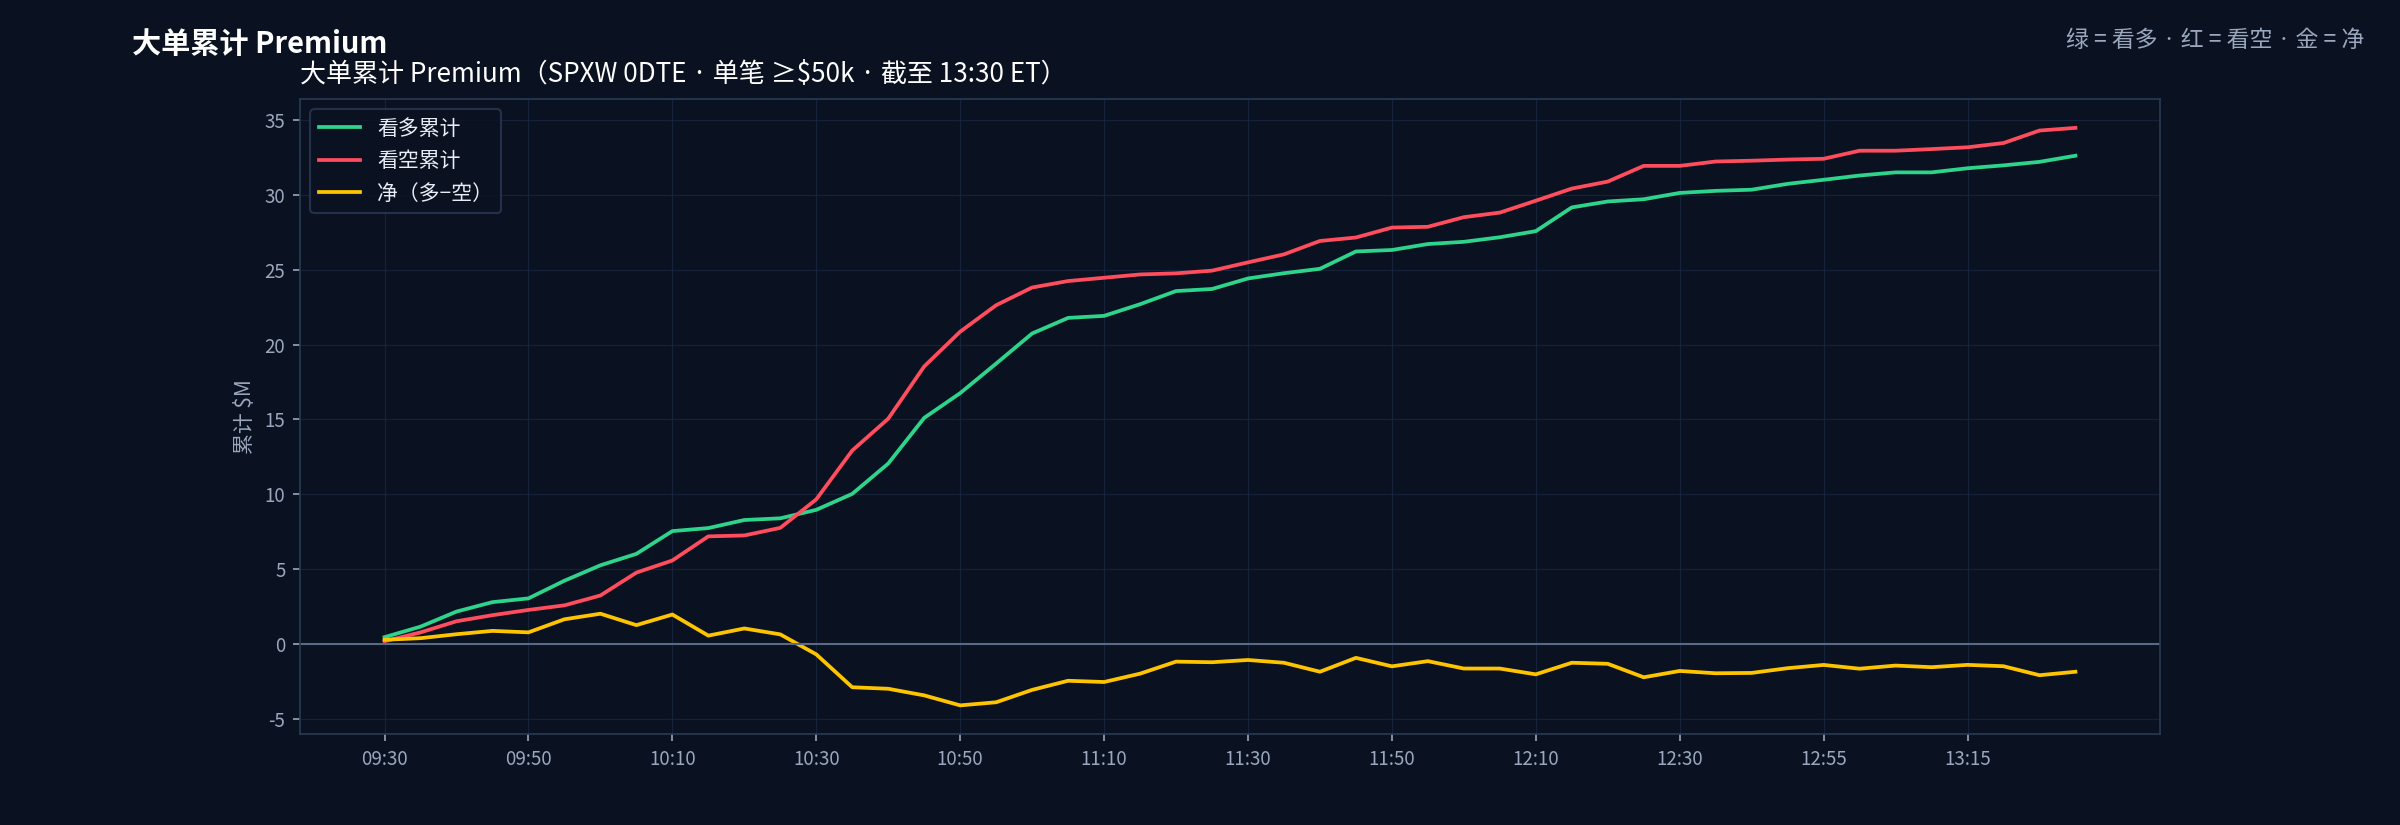 大单累计 Premium
绿 = 看多 · 红 = 看空 · 金 = 净
大单累计 Premium（SPXW 0DTE · 单笔 ≥$50k · 截至 13:30 ET）
看多累计
看空累计
净（多−空）
累计 $M
35
30
25
20
15
10
5
0
-5
09:30 09:50 10:10 10:30 10:50 11:10 11:30 11:50 12:10 12:30 12:55 13:15